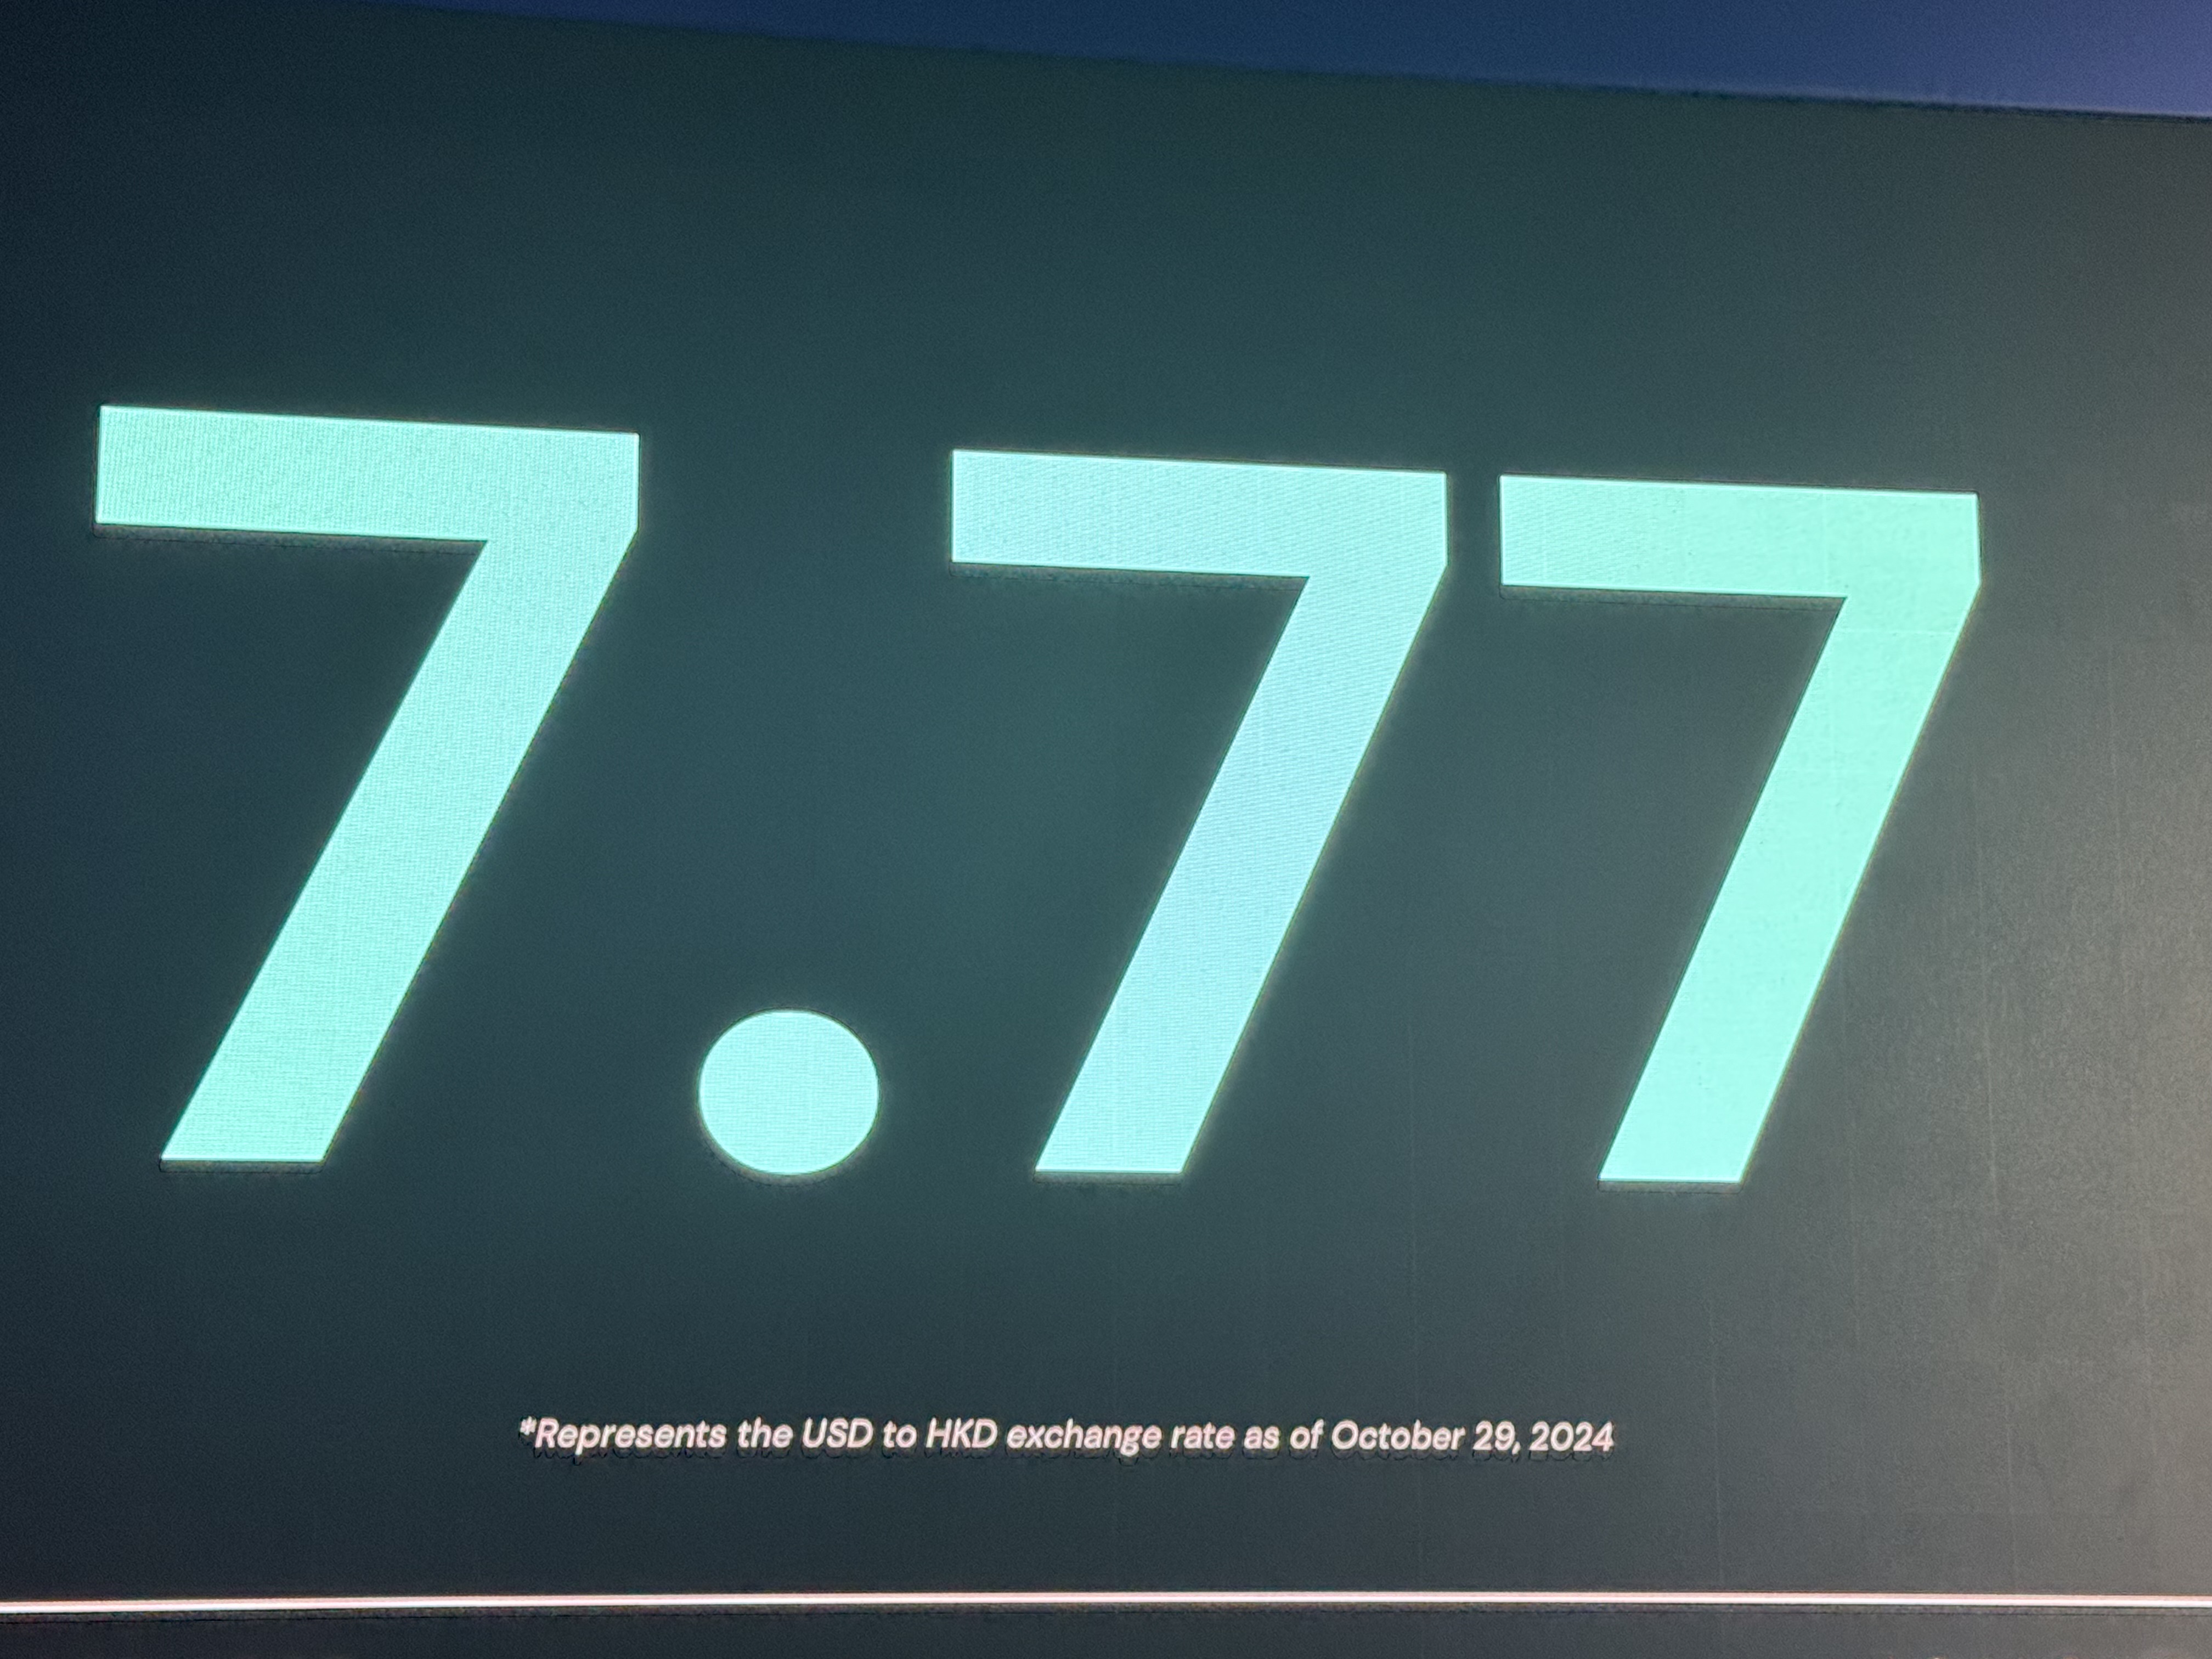 7.77
*Represents the USD to HKD exchange rate as of October 29, 2024